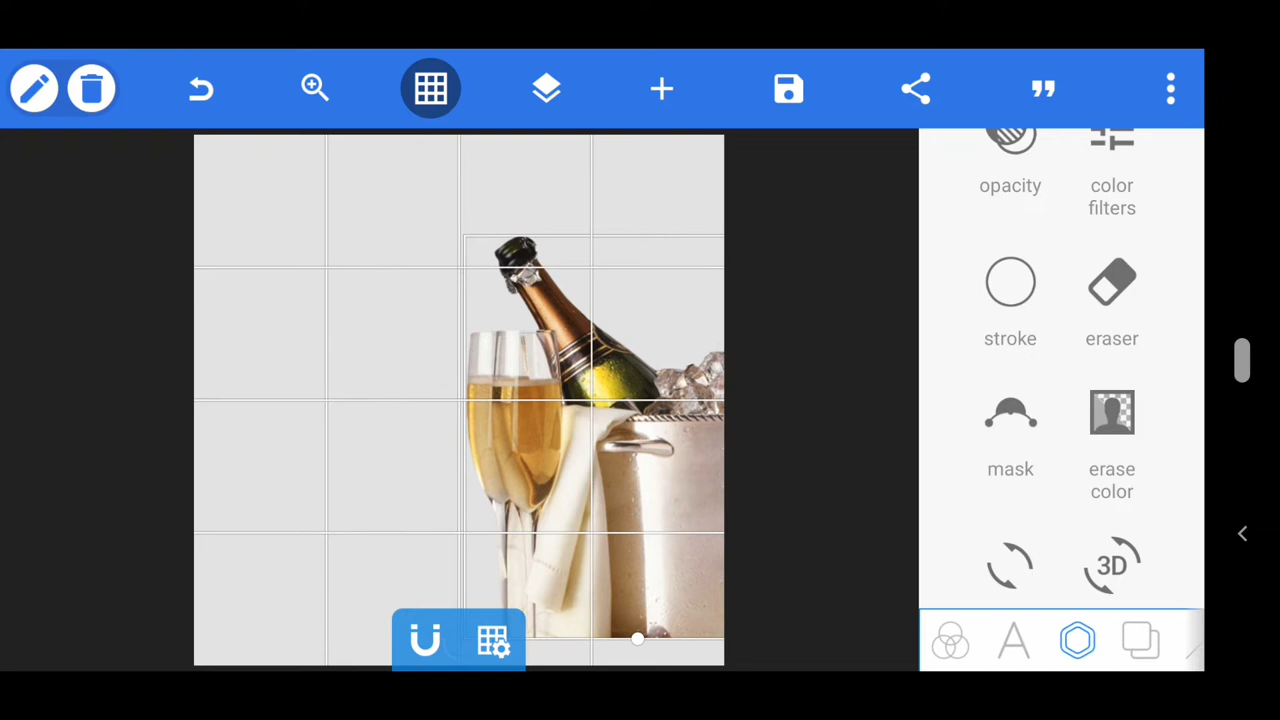 opacity
color
filters
stroke
eraser
mask
erase
color
3D
A